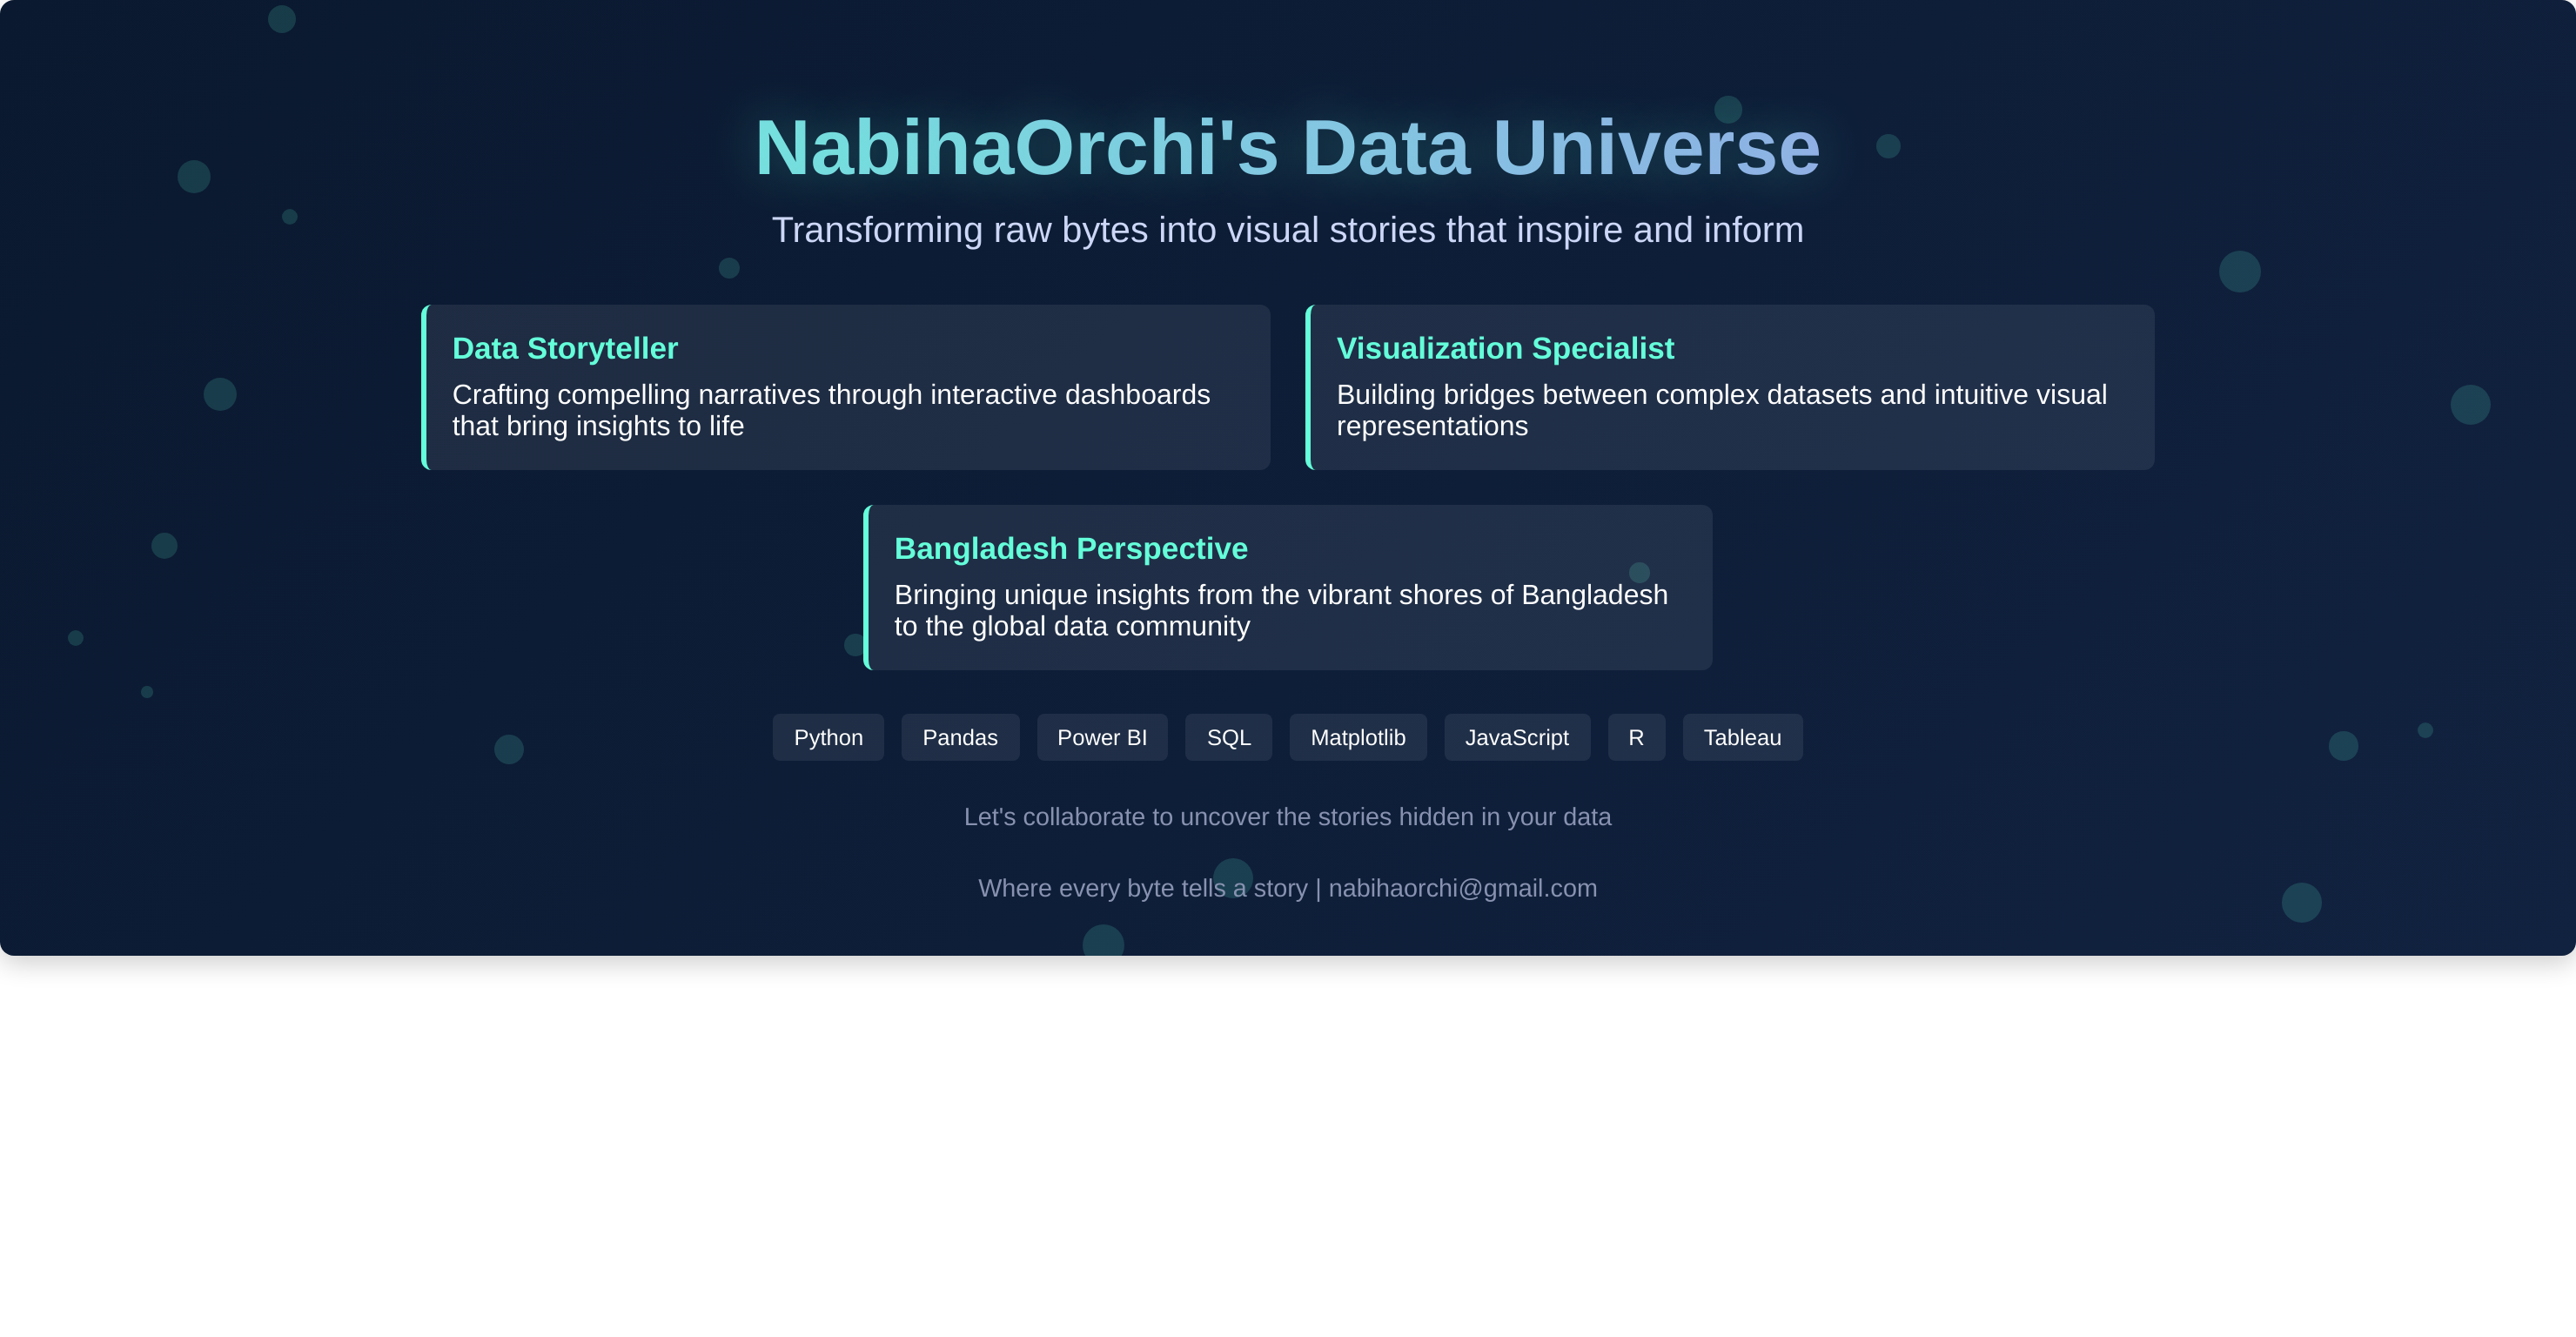 NabihaOrchi's Data Universe
Transforming raw bytes into visual stories that inspire and inform
Data Storyteller
Crafting compelling narratives through interactive dashboards
that bring insights to life
Visualization Specialist
Building bridges between complex datasets and intuitive visual
representations
Bangladesh Perspective
Bringing unique insights from the vibrant shores of Bangladesh
to the global data community
Python Pandas Power BI SQL Matplotlib JavaScript R Tableau
Let's collaborate to uncover the stories hidden in your data
Where every byte tells a story | nabihaorchi@gmail.com